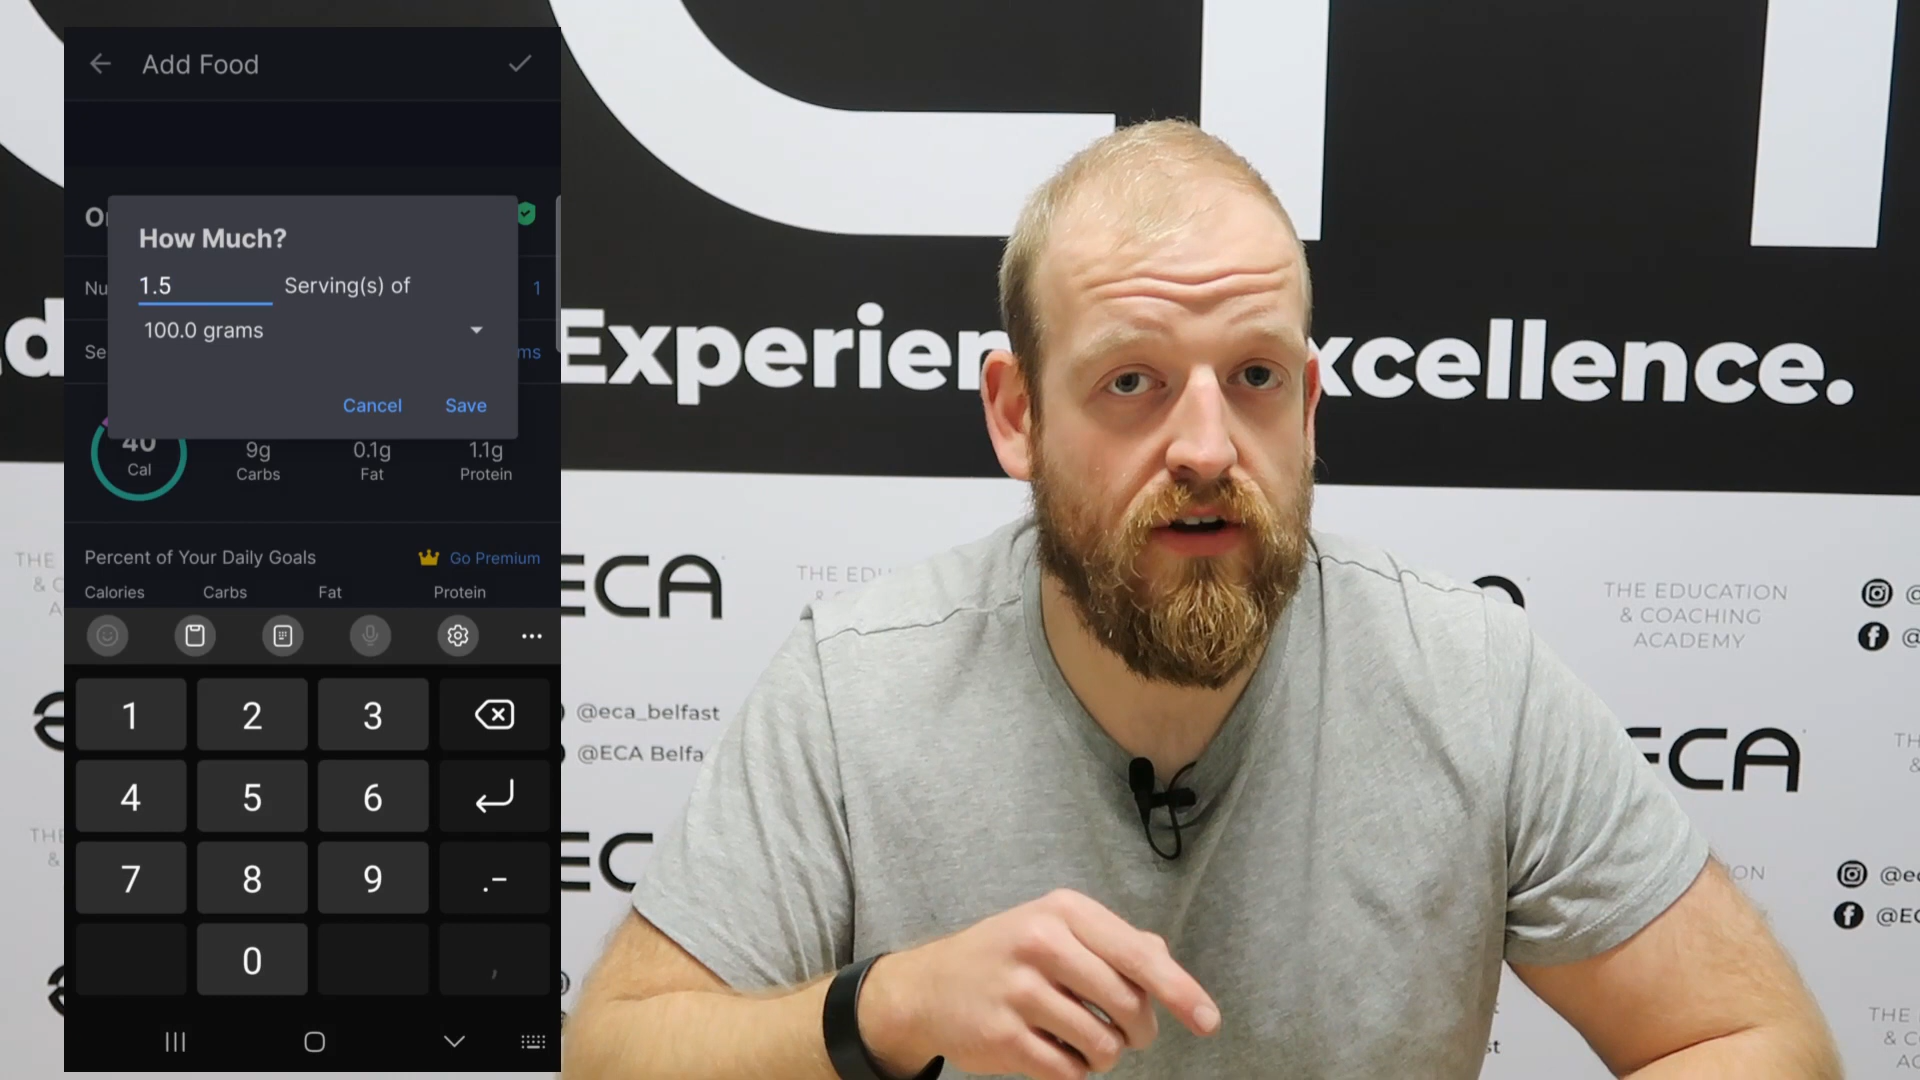 Add Food
How Much?
1.5 Serving(s) of
1
100.0 grams
Cancel Save
40
Cal
9g
Carbs
0.1g
Fat
1.1g
Protein
Percent of Your Daily Goals
Go Premium
Calories Carbs Fat Protein
1 2 3
4 5 6
7 8 9 .-
0 ,
Experien
xcellence.
ECA
THE EDUCATION
& COACHING
ACADEMY
@eca_belfast
@ECA Belfa
ECA